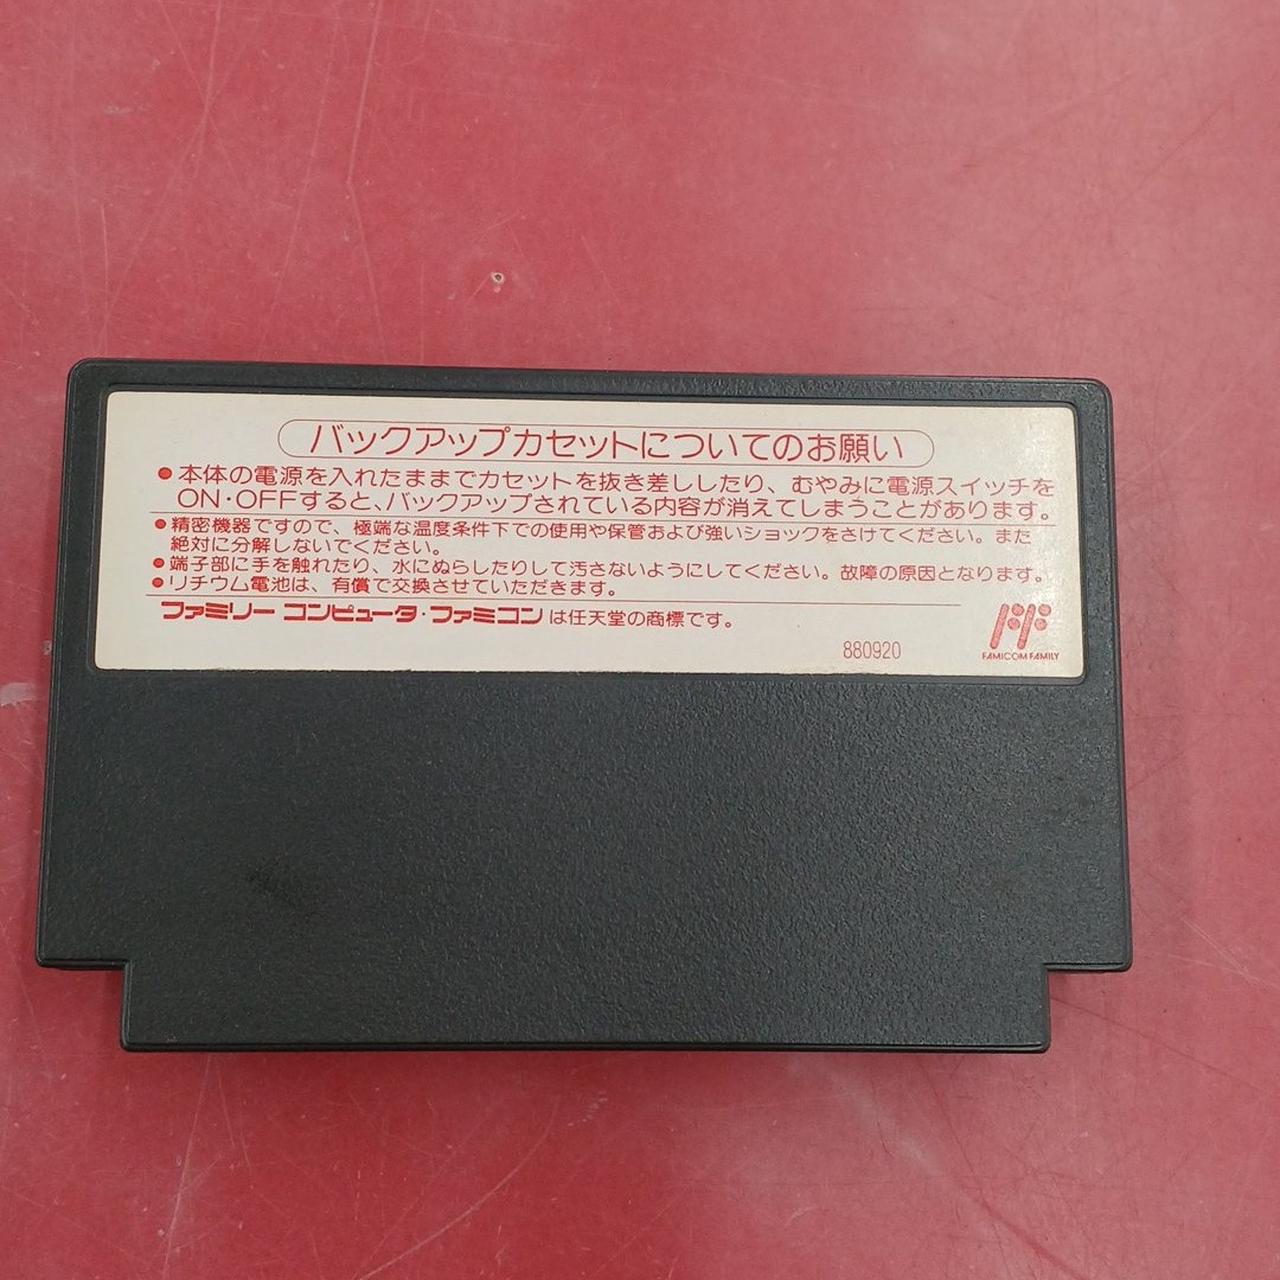 バックアップカセットについてのお願い
●本体の電源を入れたままでカセットを抜き差ししたり、むやみに電源スイッチを
ON・OFFすると、バックアップされている内容が消えてしまうことがあります。
●精密機器ですので、極端な温度条件下での使用や保管および強いショックをさけてください。また
絶対に分解しないでください。
●端子部に手を触れたり、水にぬらしたりして汚さないようにしてください。故障の原因となります。
●リチウム電池は、有償で交換させていただきます。
ファミリー コンピュータ・ファミコンは任天堂の商標です。
880920
FAMICOM FAMILY